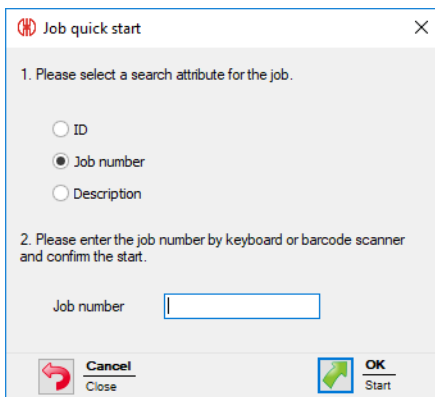 Job quick start
1. Please select a search attribute for the job.
ID
Job number
Description
2. Please enter the job number by keyboard or barcode scanner
and confirm the start.
Job number
Cancel
Close
OK
Start